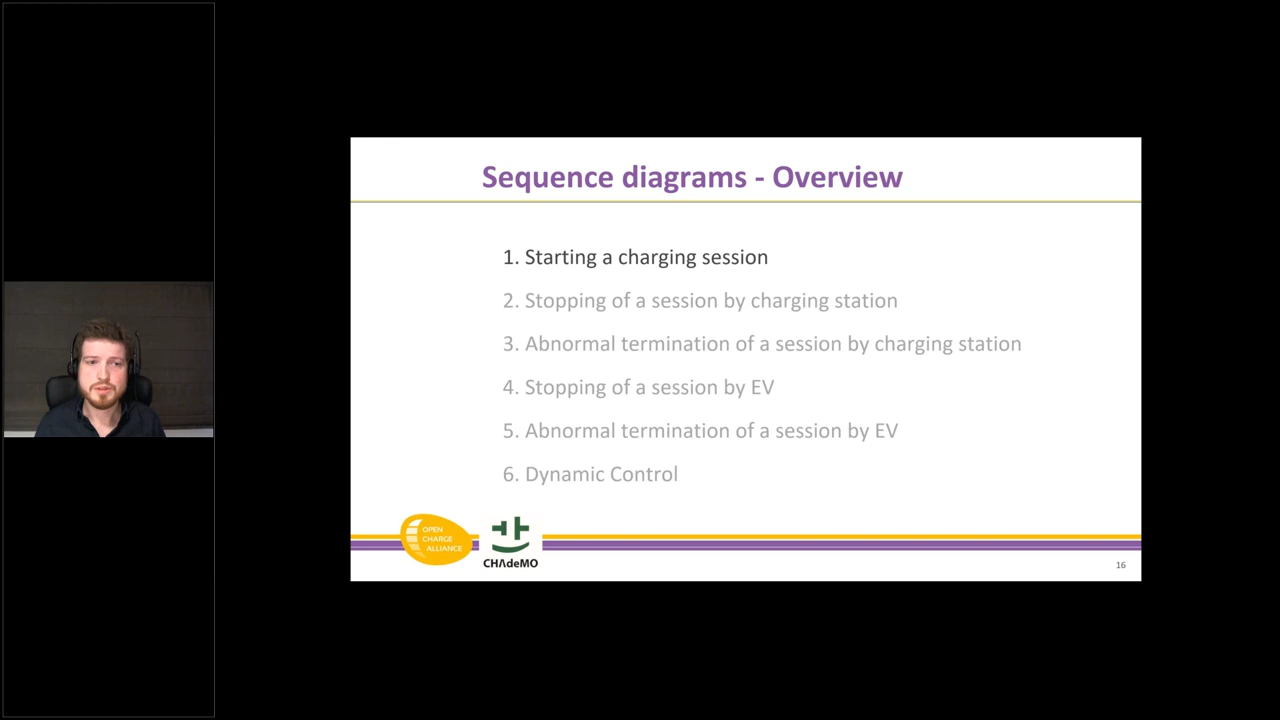 Sequence diagrams - Overview
1. Starting a charging session
2. Stopping of a session by charging station
3. Abnormal termination of a session by charging station
4. Stopping of a session by EV
5. Abnormal termination of a session by EV
6. Dynamic Control
OPEN
CHARGE
ALLIANCE
CHΛdeMO
16